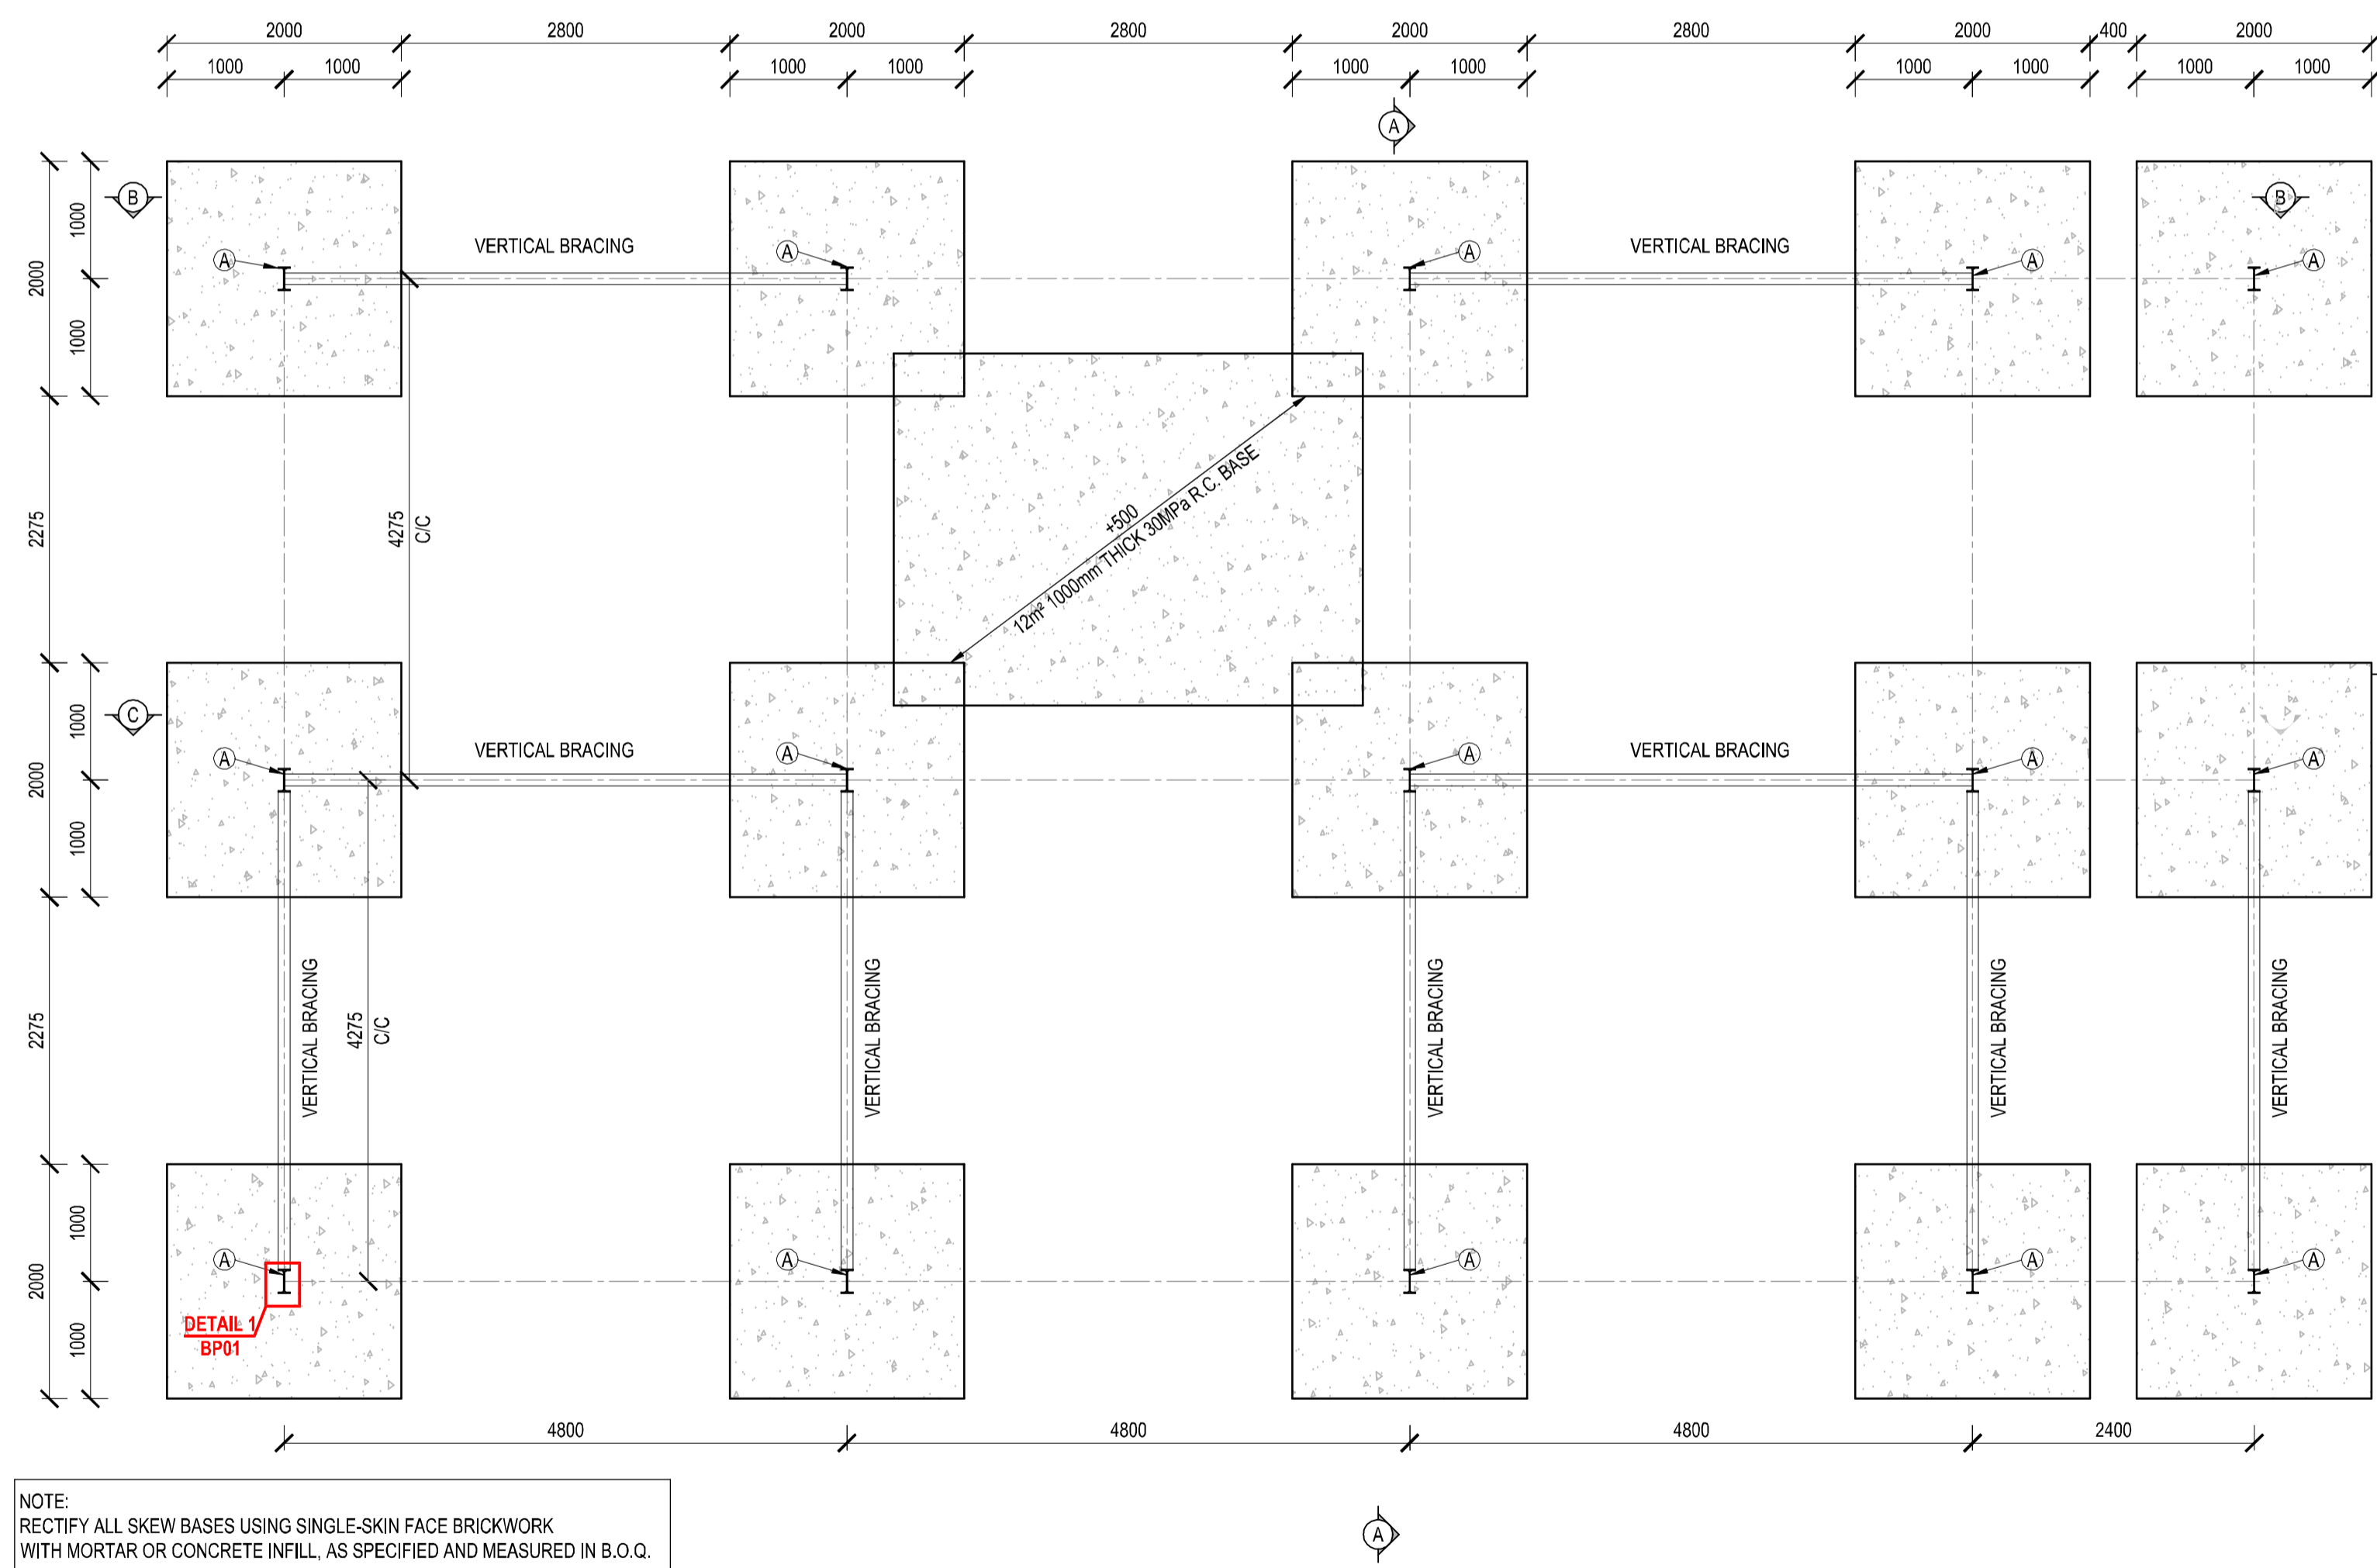 2000 2800 2000 2800 2000 2800 2000 400 2000
1000 1000 1000 1000 1000 1000 1000 1000 1000 1000
A
B B
1000
2000
1000
A VERTICAL BRACING A A VERTICAL BRACING A A
2275
4275
C/C
+500
12m² 1000mm THICK 30MPa R.C. BASE
C
1000
2000
1000
A VERTICAL BRACING A A VERTICAL BRACING A A
2275
VERTICAL BRACING
4275
C/C
VERTICAL BRACING
VERTICAL BRACING
VERTICAL BRACING
VERTICAL BRACING
1000
2000
1000
A A A A A
DETAIL 1
BP01
4800 4800 4800 2400
NOTE:
RECTIFY ALL SKEW BASES USING SINGLE-SKIN FACE BRICKWORK
WITH MORTAR OR CONCRETE INFILL, AS SPECIFIED AND MEASURED IN B.O.Q.
A